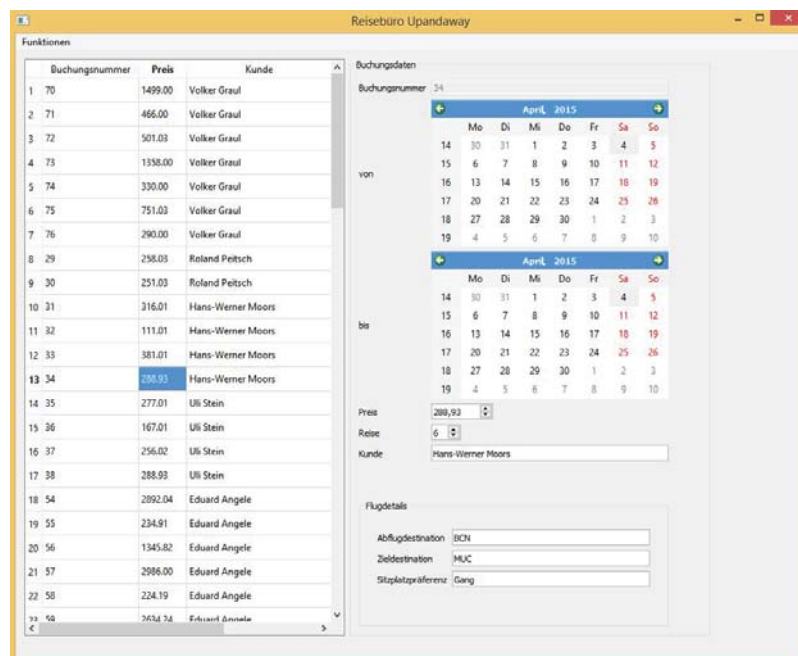 Reisebüro Upandaway
Funktionen
Buchungsnummer Preis Kunde
1 70 1499.00 Volker Graul
2 71 466.00 Volker Graul
3 72 501.03 Volker Graul
4 73 1358.00 Volker Graul
5 74 330.00 Volker Graul
6 75 751.03 Volker Graul
7 76 290.00 Volker Graul
8 29 258.03 Roland Peitsch
9 30 251.03 Roland Peitsch
10 31 316.01 Hans-Werner Moors
11 32 111.01 Hans-Werner Moors
12 33 381.01 Hans-Werner Moors
13 34 288.93 Hans-Werner Moors
14 35 277.01 Uli Stein
15 36 167.01 Uli Stein
16 37 256.02 Uli Stein
17 38 288.93 Uli Stein
18 54 2892.04 Eduard Angele
19 55 234.91 Eduard Angele
20 56 1345.82 Eduard Angele
21 57 2986.00 Eduard Angele
22 58 224.19 Eduard Angele
23 59 2634.24 Eduard Angele
Buchungsdaten
Buchungsnummer 34
von
April, 2015
Mo Di Mi Do Fr Sa So
14 30 31 1 2 3 4 5
15 6 7 8 9 10 11 12
16 13 14 15 16 17 18 19
17 20 21 22 23 24 25 26
18 27 28 29 30 1 2 3
19 4 5 6 7 8 9 10
bis
April, 2015
Mo Di Mi Do Fr Sa So
14 30 31 1 2 3 4 5
15 6 7 8 9 10 11 12
16 13 14 15 16 17 18 19
17 20 21 22 23 24 25 26
18 27 28 29 30 1 2 3
19 4 5 6 7 8 9 10
Preis 288,93
Reise 6
Kunde Hans-Werner Moors
Flugdetails
Abflugdestination BCN
Zieldestination MUC
Sitzplatzpräferenz Gang